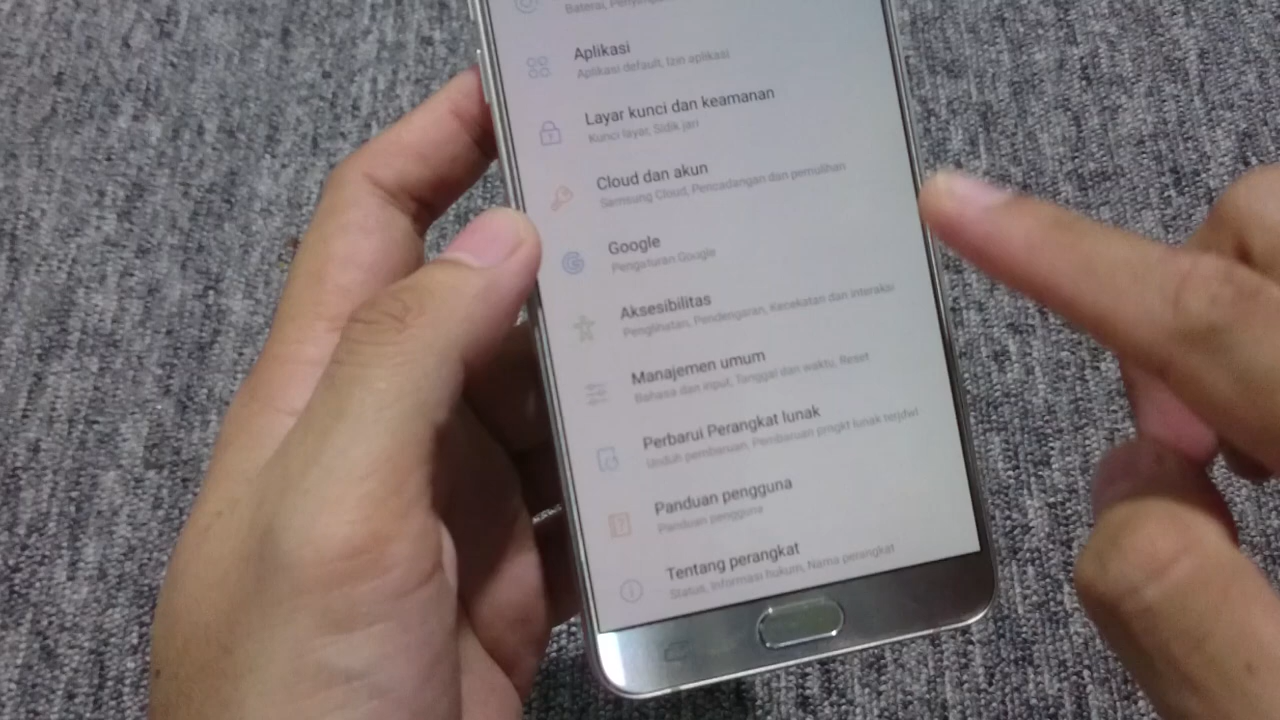 Baterai,
Aplikasi
Aplikasi default, Izin aplikasi
Layar kunci dan keamanan
Kunci layar, Sidik jari
Cloud dan akun
Samsung Cloud, Pencadangan dan pemulihan
Google
Pengaturan Google
Aksesibilitas
Penglihatan, Pendengaran, Kecekatan dan interaksi
Manajemen umum
Bahasa dan input, Tanggal dan waktu, Reset
Perbarui Perangkat lunak
Unduh pembaruan, Pembaruan prngkt lunak terjdwl
Panduan pengguna
Panduan pengguna
Tentang perangkat
Status, Informasi hukum, Nama perangkat